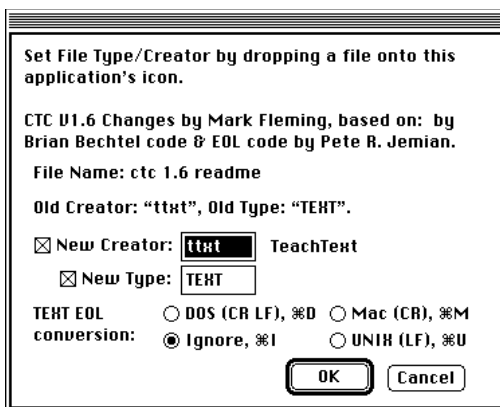 Set File Type/Creator by dropping a file onto this
application's icon.
CTC V1.6 Changes by Mark Fleming, based on: by
Brian Bechtel code & EOL code by Pete R. Jemian.
File Name: ctc 1.6 readme
Old Creator: “ttxt”, Old Type: “TEXT”.
New Creator: ttxt TeachText
New Type: TEXT
TEXT EOL conversion:
DOS (CR LF), ⌘D
Mac (CR), ⌘M
Ignore, ⌘I
UNIX (LF), ⌘U
OK
Cancel